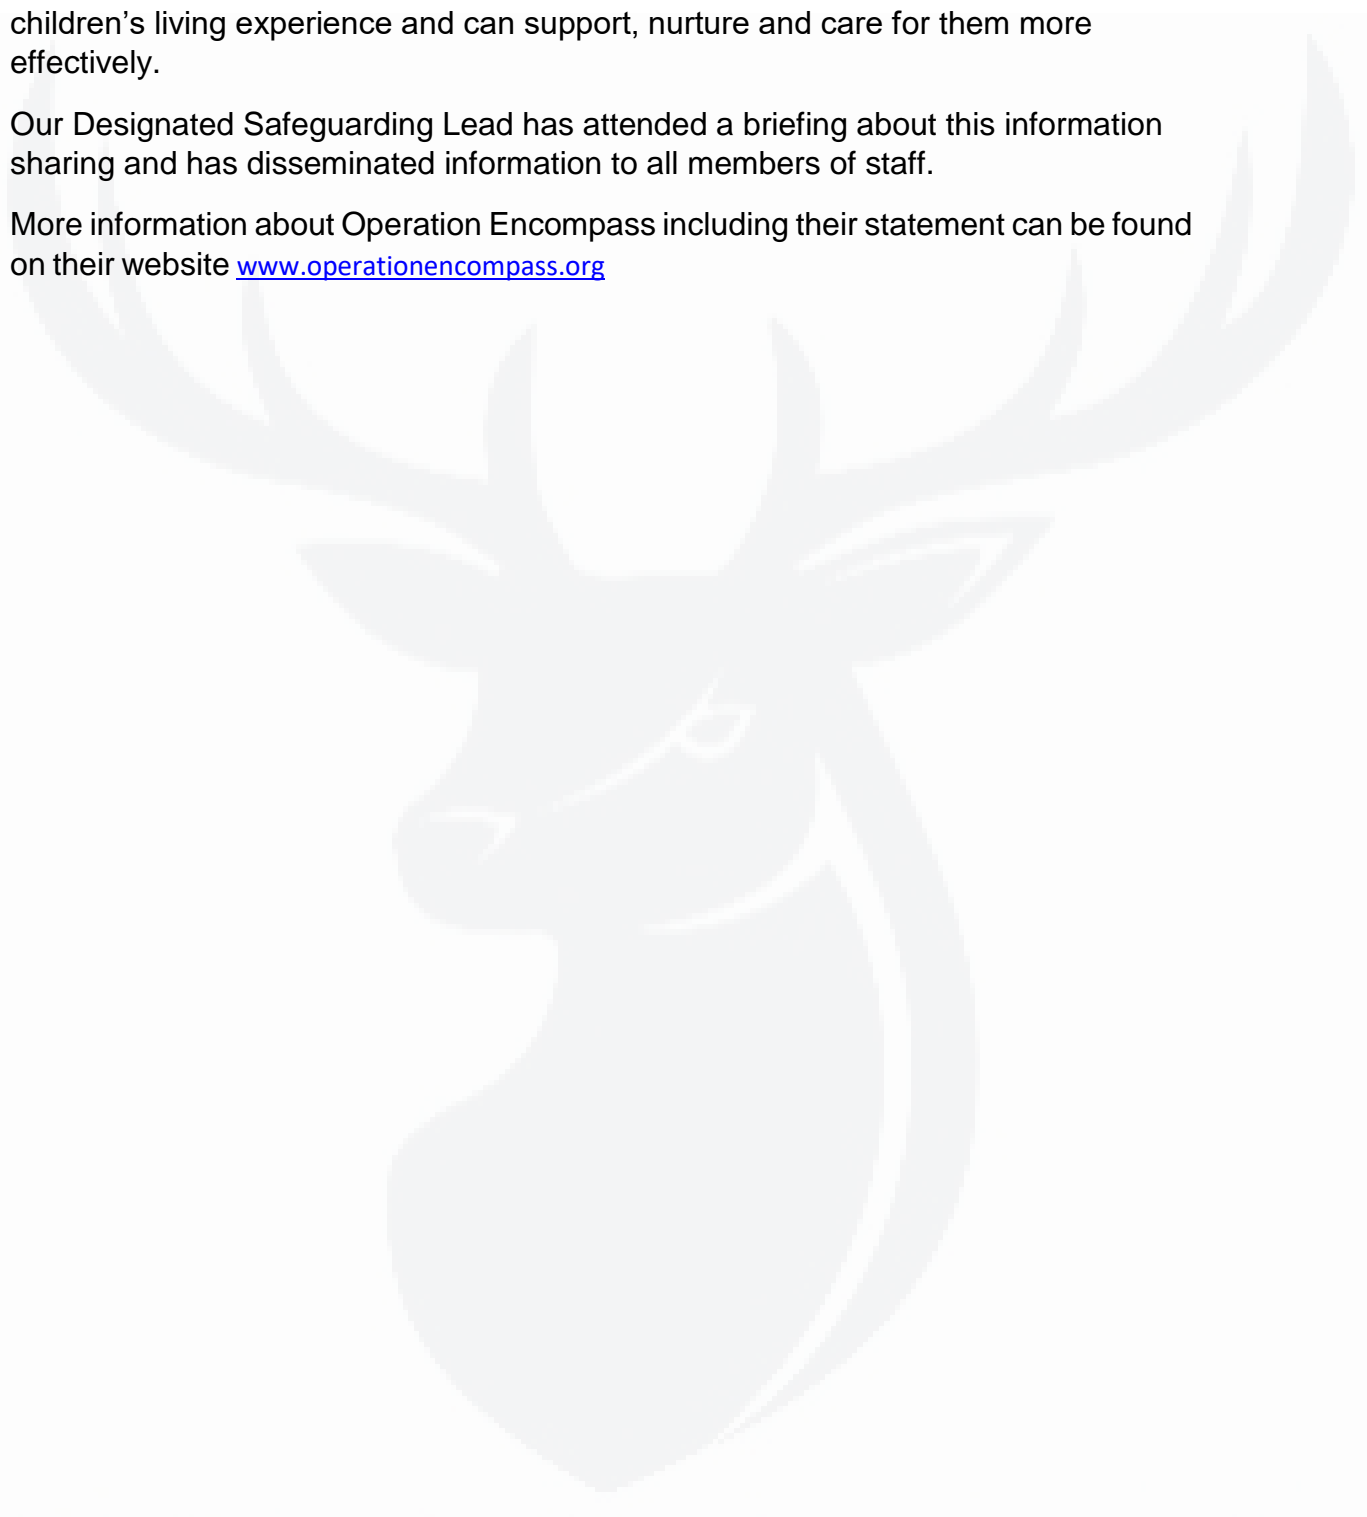 children’s living experience and can support, nurture and care for them more
effectively.
Our Designated Safeguarding Lead has attended a briefing about this information
sharing and has disseminated information to all members of staff.
More information about Operation Encompass including their statement can be found
on their website www.operationencompass.org